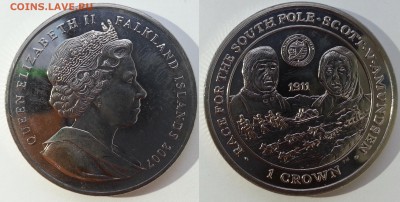 COINS.LAVE.RU
QUEEN ELIZABETH II FALKLAND ISLANDS 2007
· RACE FOR THE SOUTH POLE - SCOTT V AMUNDSEN ·
1911
1 CROWN